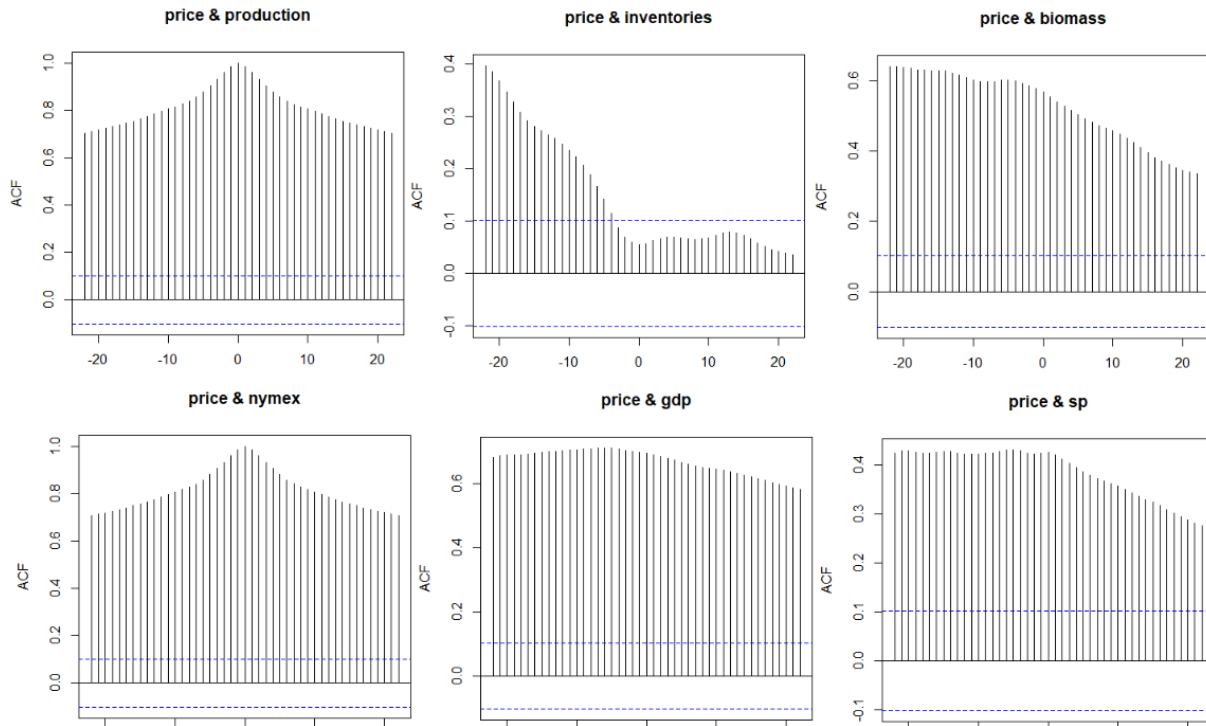 price & production
price & inventories
price & biomass
ACF
1.0
0.8
0.6
0.4
0.2
0.0
-20 -10 0 10 20
ACF
0.4
0.3
0.2
0.1
0.0
-0.1
-20 -10 0 10 20
ACF
0.6
0.4
0.2
0.0
-20 -10 0 10 20
price & nymex
price & gdp
price & sp
ACF
1.0
0.8
0.6
0.4
0.2
0.0
ACF
0.6
0.4
0.2
0.0
ACF
0.4
0.3
0.2
0.1
0.0
-0.1